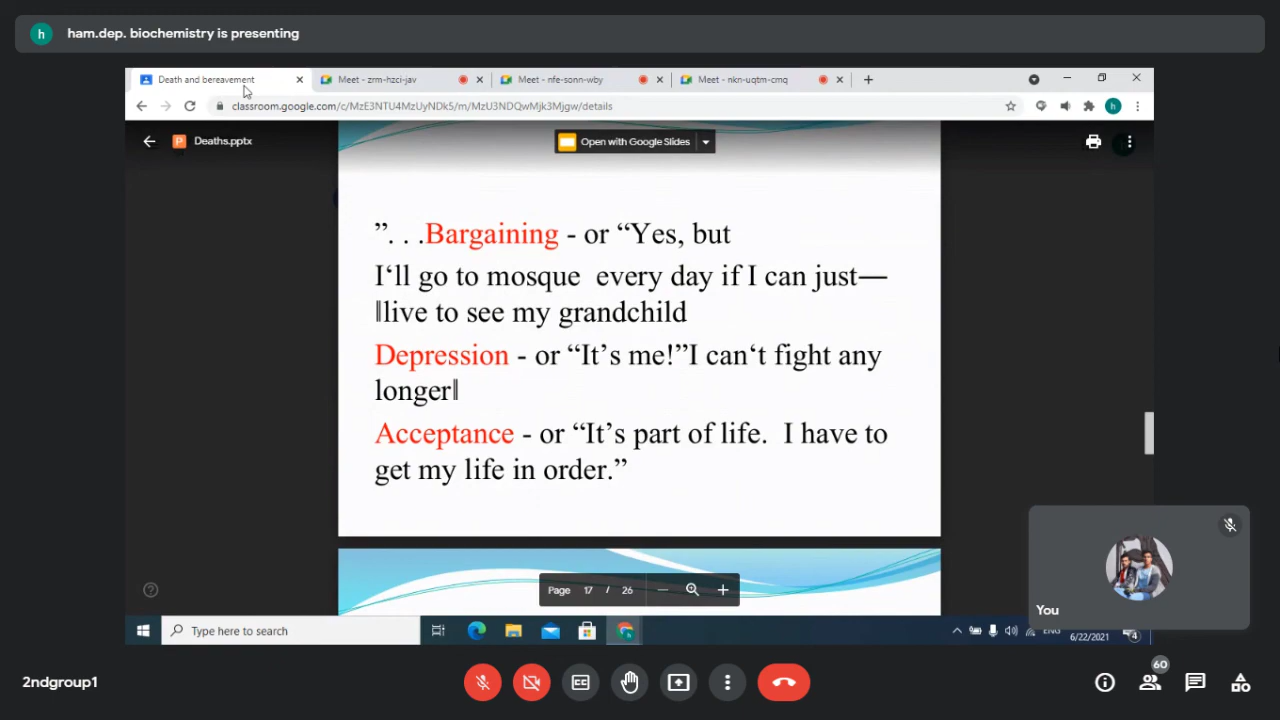 h ham.dep. biochemistry is presenting
Death and bereavement
Meet - zrm-hzci-jav
Meet - nfe-sonn-wby
Meet - nkn-uqtm-cmq
classroom.google.com/c/MzE3NTU4MzUyNDk5/m/MzU3NDQwMjk3Mjgw/details
h
P Deaths.pptx
Open with Google Slides
”. . .Bargaining - or “Yes, but
I‘ll go to mosque every day if I can just—
‖live to see my grandchild
Depression - or “It’s me!”I can‘t fight any
longer‖
Acceptance - or “It’s part of life. I have to
get my life in order.”
Page 17 / 26
You
Type here to search
ENG
6/22/2021
4
2ndgroup1
CC
60